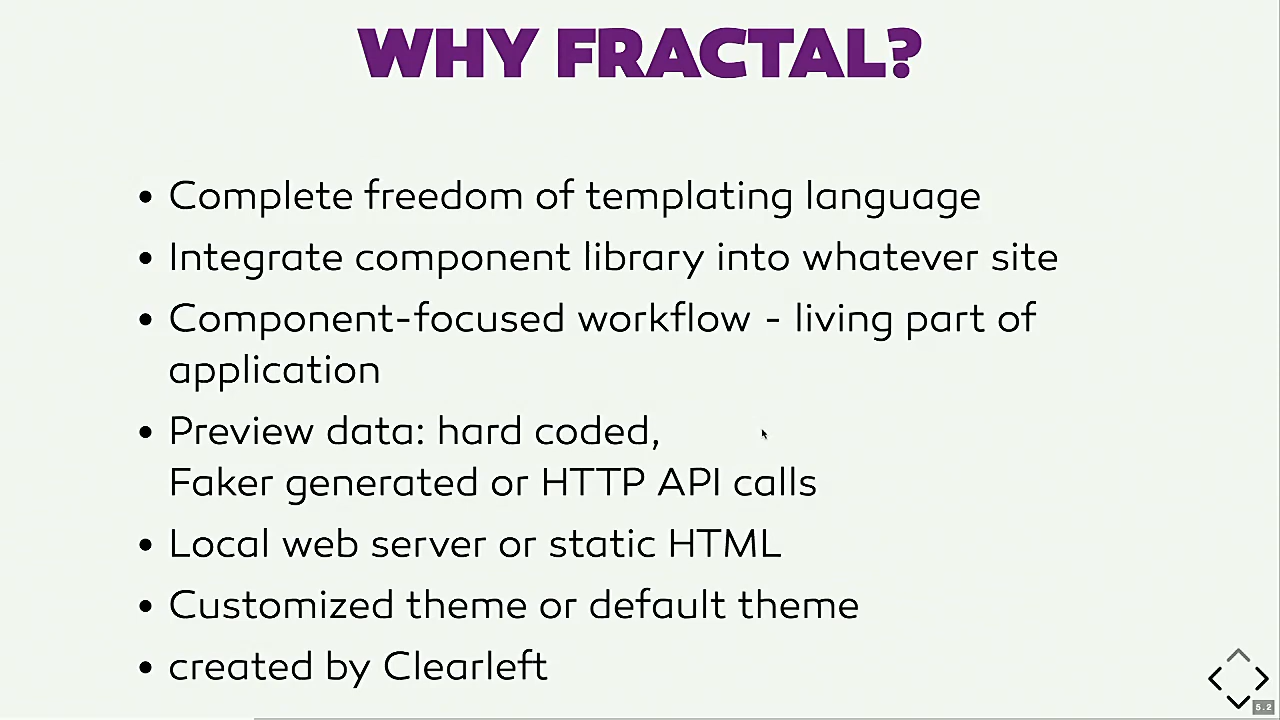 WHY FRACTAL?
• Complete freedom of templating language
• Integrate component library into whatever site
• Component-focused workflow - living part of
application
• Preview data: hard coded,
Faker generated or HTTP API calls
• Local web server or static HTML
• Customized theme or default theme
• created by Clearleft
5.2